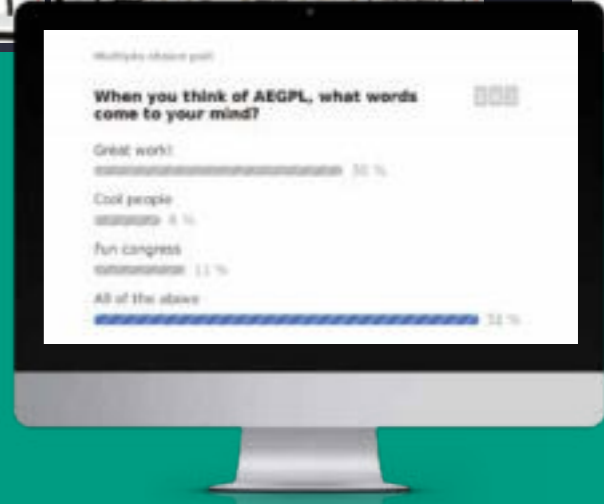 Multiple choice poll
When you think of AEGPL, what words
come to your mind?
Great work!
Cool people
Fun congress
11 %
All of the above